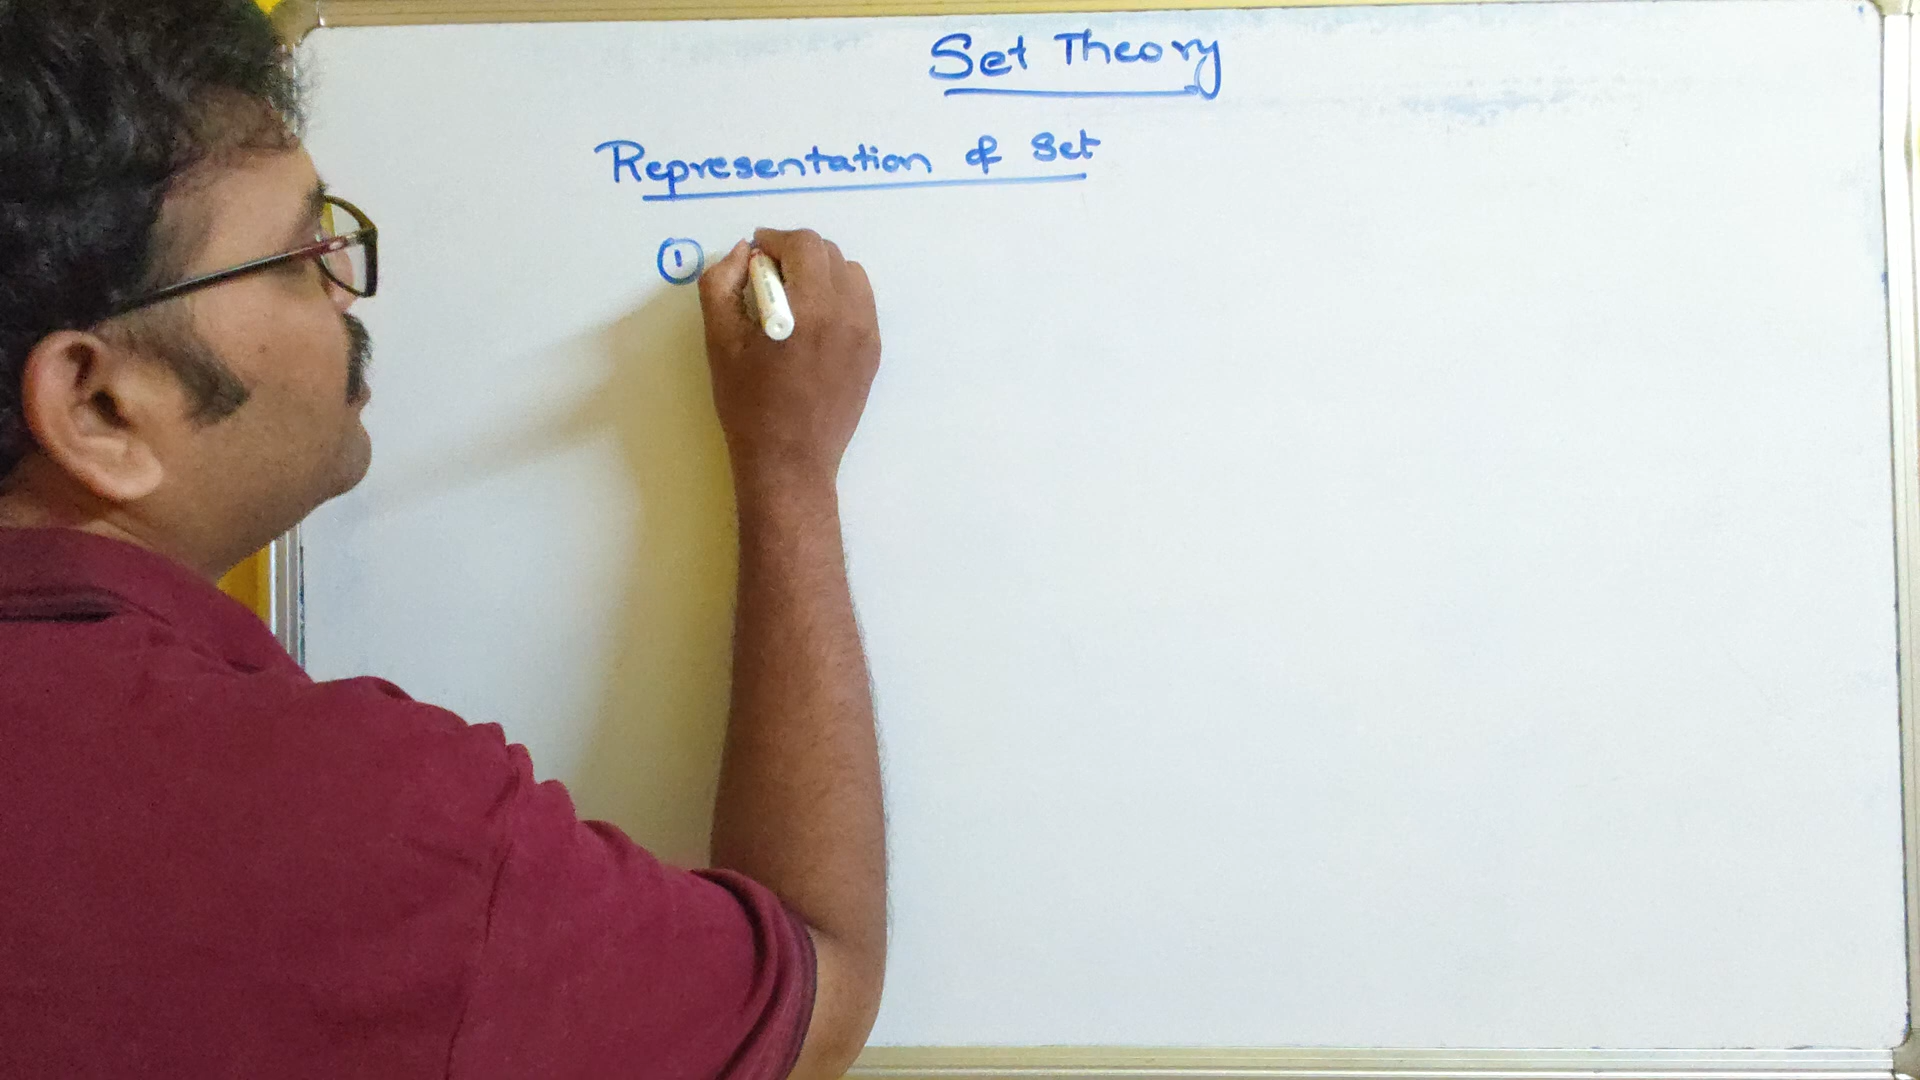 Set Theory
Representation of Set
①